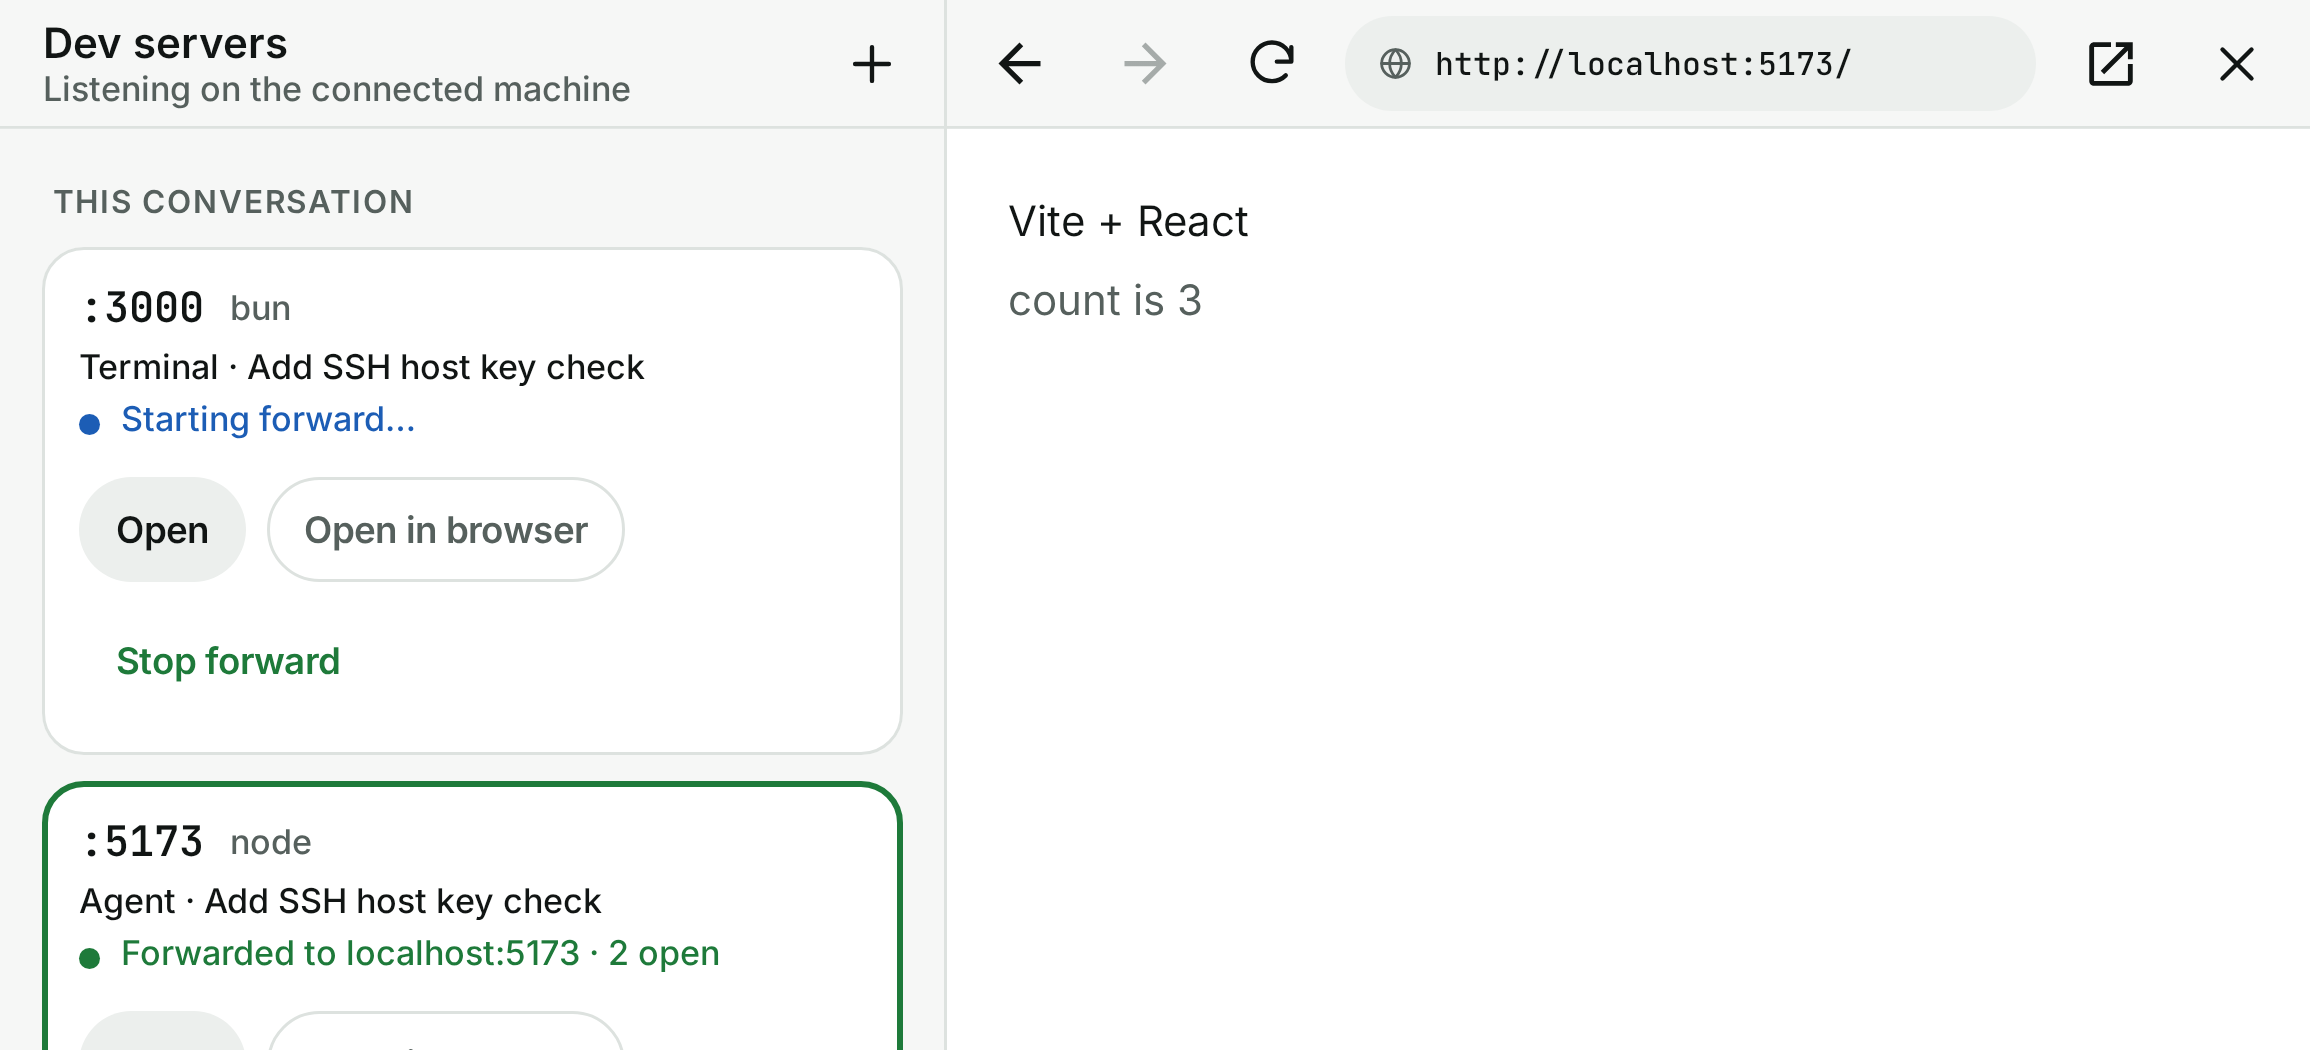 Dev servers
Listening on the connected machine
http://localhost:5173/
THIS CONVERSATION
:3000 bun
Terminal · Add SSH host key check
Starting forward...
Open
Open in browser
Stop forward
:5173 node
Agent · Add SSH host key check
Forwarded to localhost:5173 · 2 open
Vite + React
count is 3